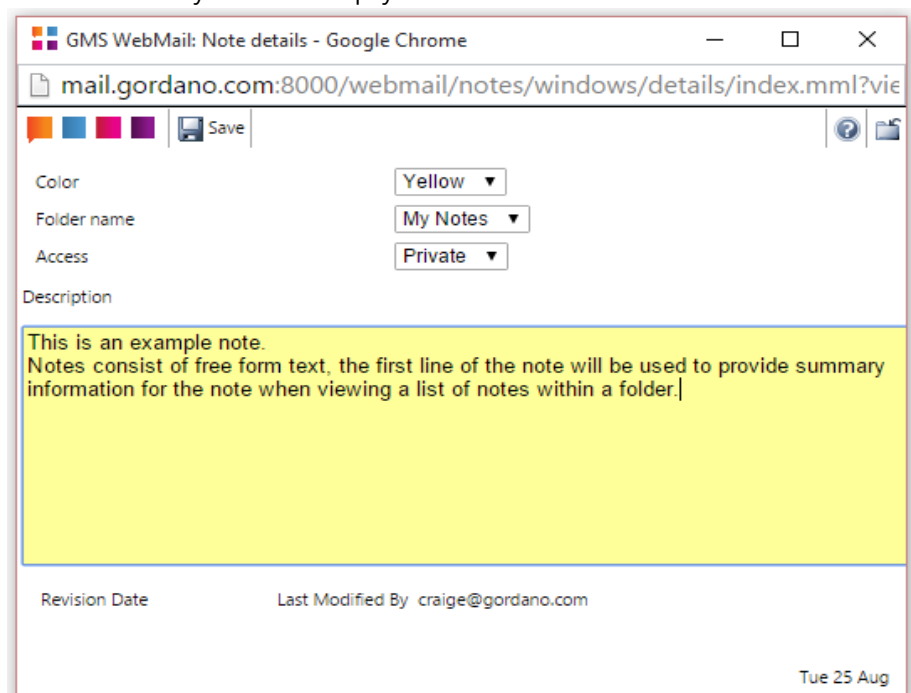 GMS WebMail: Note details - Google Chrome
mail.gordano.com:8000/webmail/notes/windows/details/index.mml?vie
Save
Color Yellow
Folder name My Notes
Access Private
Description
This is an example note.
Notes consist of free form text, the first line of the note will be used to provide summary
information for the note when viewing a list of notes within a folder.
Revision Date Last Modified By craige@gordano.com
Tue 25 Aug